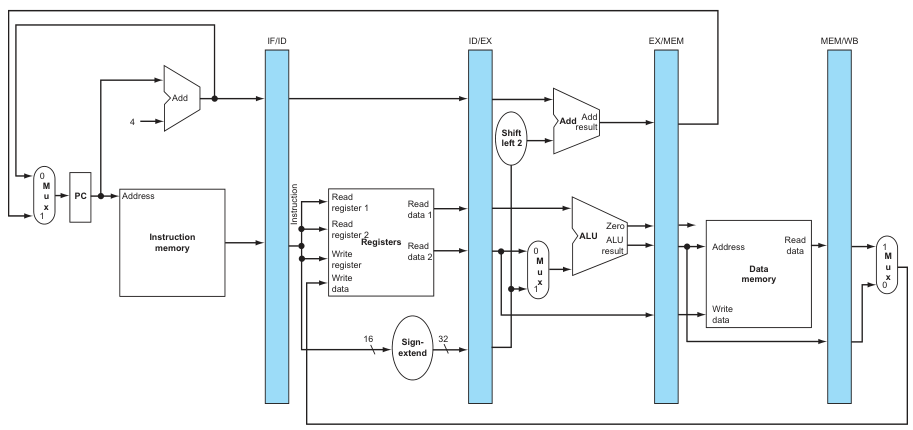 IF/ID
ID/EX
EX/MEM
MEM/WB
Add
4
Add
Add
result
Shift
left 2
0
M
u
x
1
PC
Address
Instruction
memory
Instruction
Read
register 1
Read
register 2
Registers
Write
register
Write
data
Read
data 1
Read
data 2
0
M
u
x
1
Zero
ALU
ALU
result
Address
Read
data
Data
memory
Write
data
1
M
u
x
0
16
Sign-
extend
32